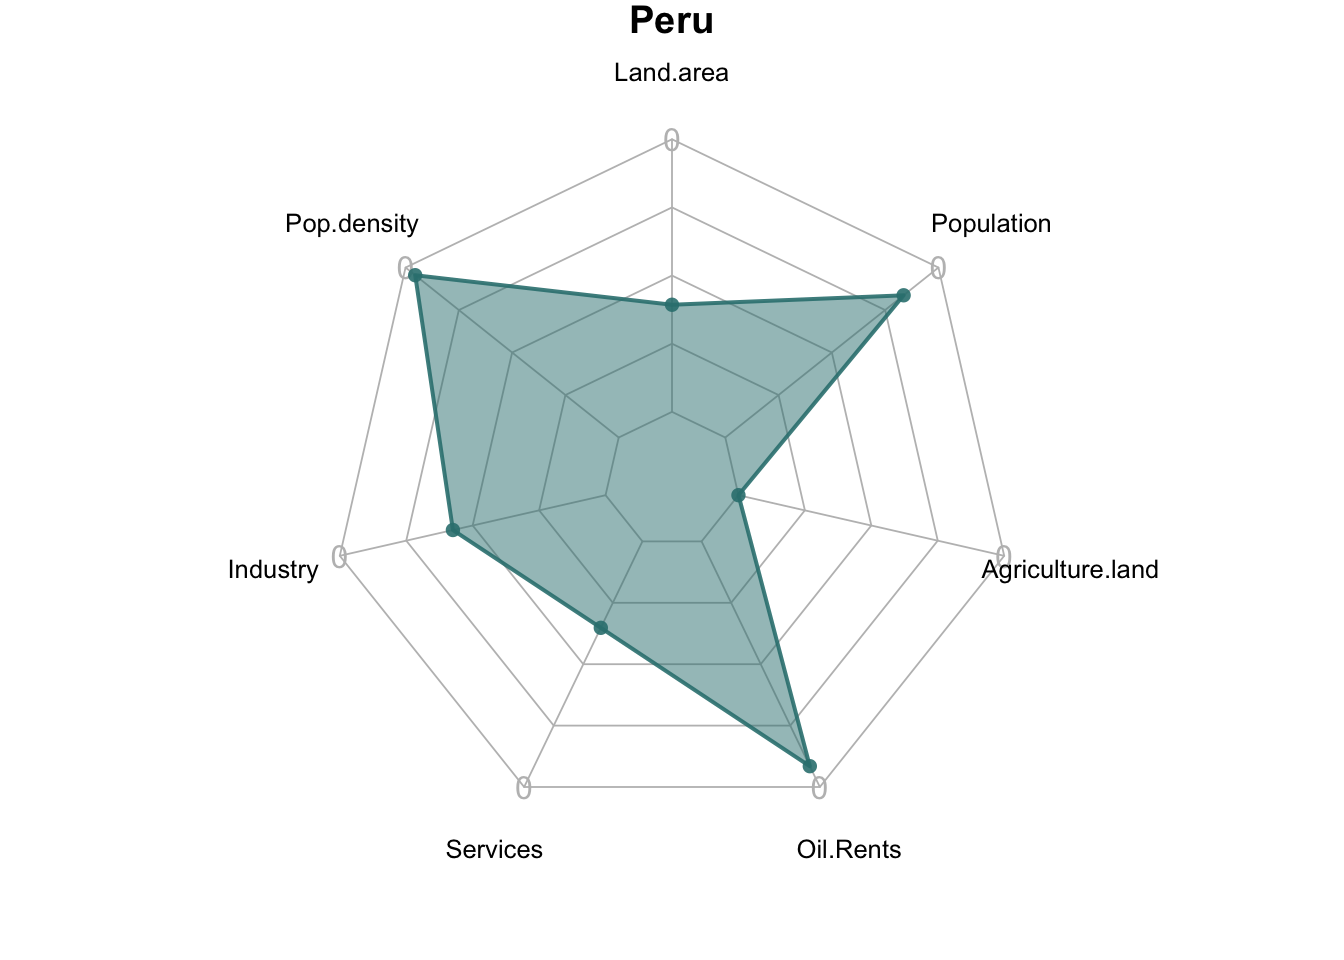 Peru
Land.area
0
Pop.density
Population
0
0
Industry
0
0
Agriculture.land
0
0
Services
Oil.Rents